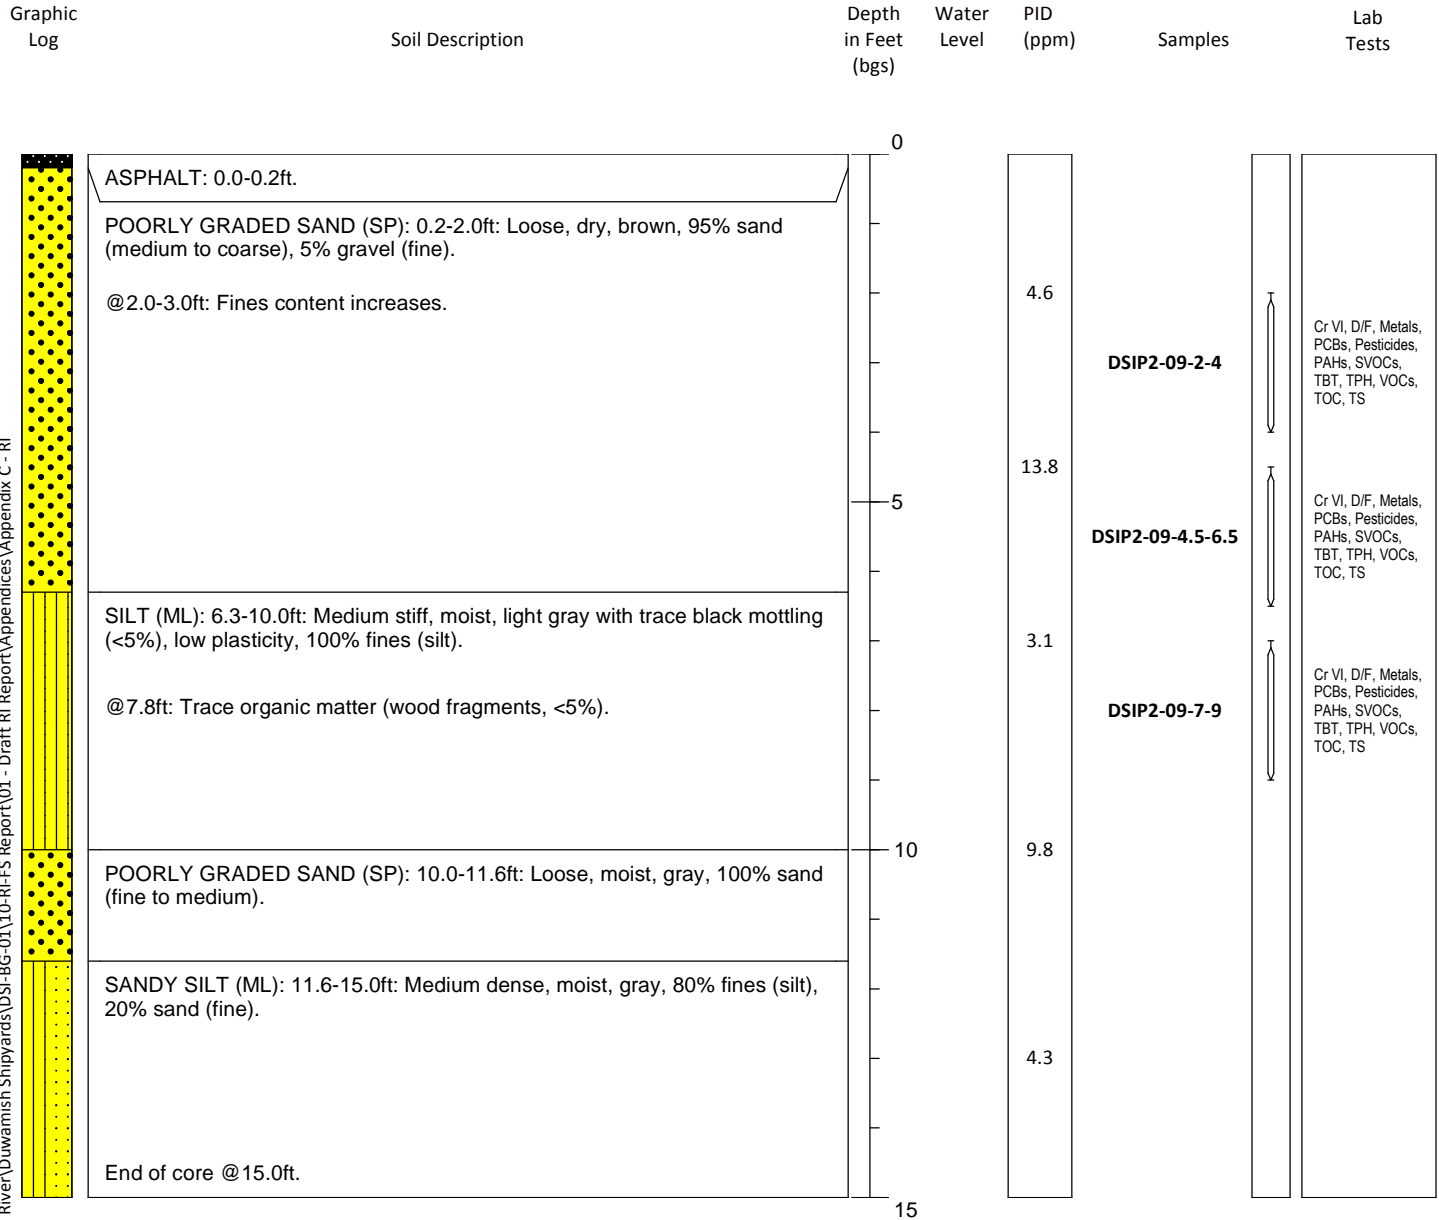 Graphic
Log
Soil Description
Depth
in Feet
(bgs)
Water
Level
PID
(ppm)
Samples
Lab
Tests
0
ASPHALT: 0.0-0.2ft.
POORLY GRADED SAND (SP): 0.2-2.0ft: Loose, dry, brown, 95% sand
(medium to coarse), 5% gravel (fine).
@2.0-3.0ft: Fines content increases.
4.6
DSIP2-09-2-4
Cr VI, D/F, Metals,
PCBs, Pesticides,
PAHs, SVOCs,
TBT, TPH, VOCs,
TOC, TS
13.8
5
DSIP2-09-4.5-6.5
Cr VI, D/F, Metals,
PCBs, Pesticides,
PAHs, SVOCs,
TBT, TPH, VOCs,
TOC, TS
SILT (ML): 6.3-10.0ft: Medium stiff, moist, light gray with trace black mottling
(<5%), low plasticity, 100% fines (silt).
3.1
@7.8ft: Trace organic matter (wood fragments, <5%).
DSIP2-09-7-9
Cr VI, D/F, Metals,
PCBs, Pesticides,
PAHs, SVOCs,
TBT, TPH, VOCs,
TOC, TS
10
9.8
POORLY GRADED SAND (SP): 10.0-11.6ft: Loose, moist, gray, 100% sand
(fine to medium).
SANDY SILT (ML): 11.6-15.0ft: Medium dense, moist, gray, 80% fines (silt),
20% sand (fine).
4.3
End of core @15.0ft.
15
River\Duwamish Shipyards\DSI-BG-01\10-RI-FS Report\01 - Draft RI Report\Appendices\Appendix C - RI